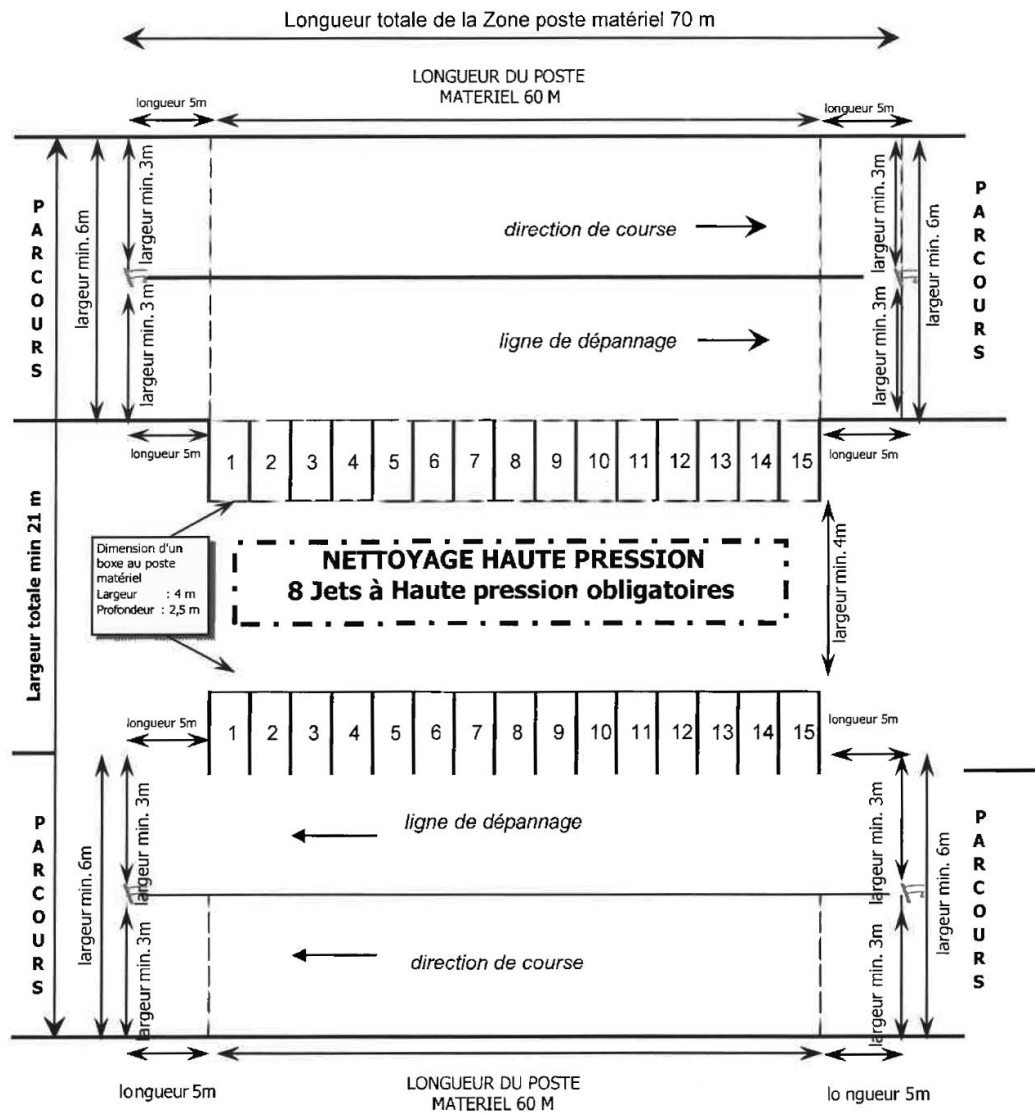 Longueur totale de la Zone poste matériel 70 m
LONGUEUR DU POSTE
MATERIEL 60 M
longueur 5m
longueur 5m
PARCOURS
largeur min. 6m
largeur min. 3m
largeur min. 3m
direction de course
ligne de dépannage
largeur min. 3m
largeur min. 3m
largeur min. 6m
PARCOURS
longueur 5m
1 2 3 4 5 6 7 8 9 10 11 12 13 14 15
longueur 5m
Largeur totale min 21 m
Dimension d'un
boxe au poste
matériel
Largeur : 4 m
Profondeur : 2,5 m
NETTOYAGE HAUTE PRESSION
8 Jets à Haute pression obligatoires
largeur min. 4m
longueur 5m
1 2 3 4 5 6 7 8 9 10 11 12 13 14 15
longueur 5m
PARCOURS
largeur min. 6m
largeur min. 3m
largeur min. 3m
ligne de dépannage
direction de course
largeur min. 3m
largeur min. 3m
largeur min. 6m
PARCOURS
longueur 5m
LONGUEUR DU POSTE
MATERIEL 60 M
lo ngueur 5m